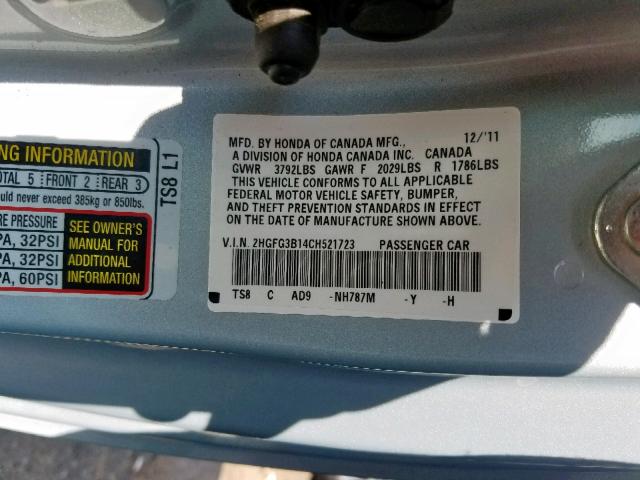 NG INFORMATION
OTAL 5 FRONT 2 REAR 3
ould never exceed 385kg or 850lbs.
E PRESSURE
PA, 32PSI
PA, 32PSI
PA, 60PSI
SEE OWNER'S
MANUAL FOR
ADDITIONAL
INFORMATION
TS8 L1
MFD. BY HONDA OF CANADA MFG., 12/'11
A DIVISION OF HONDA CANADA INC. CANADA
GVWR 3792LBS GAWR F 2029LBS R 1786LBS
THIS VEHICLE CONFORMS TO ALL APPLICABLE
FEDERAL MOTOR VEHICLE SAFETY, BUMPER,
AND THEFT PREVENTION STANDARDS IN EFFECT
ON THE DATE OF MANUFACTURE SHOWN ABOVE.
V.I.N. 2HGFG3B14CH521723 PASSENGER CAR
TS8 C AD9 -NH787M -Y -H